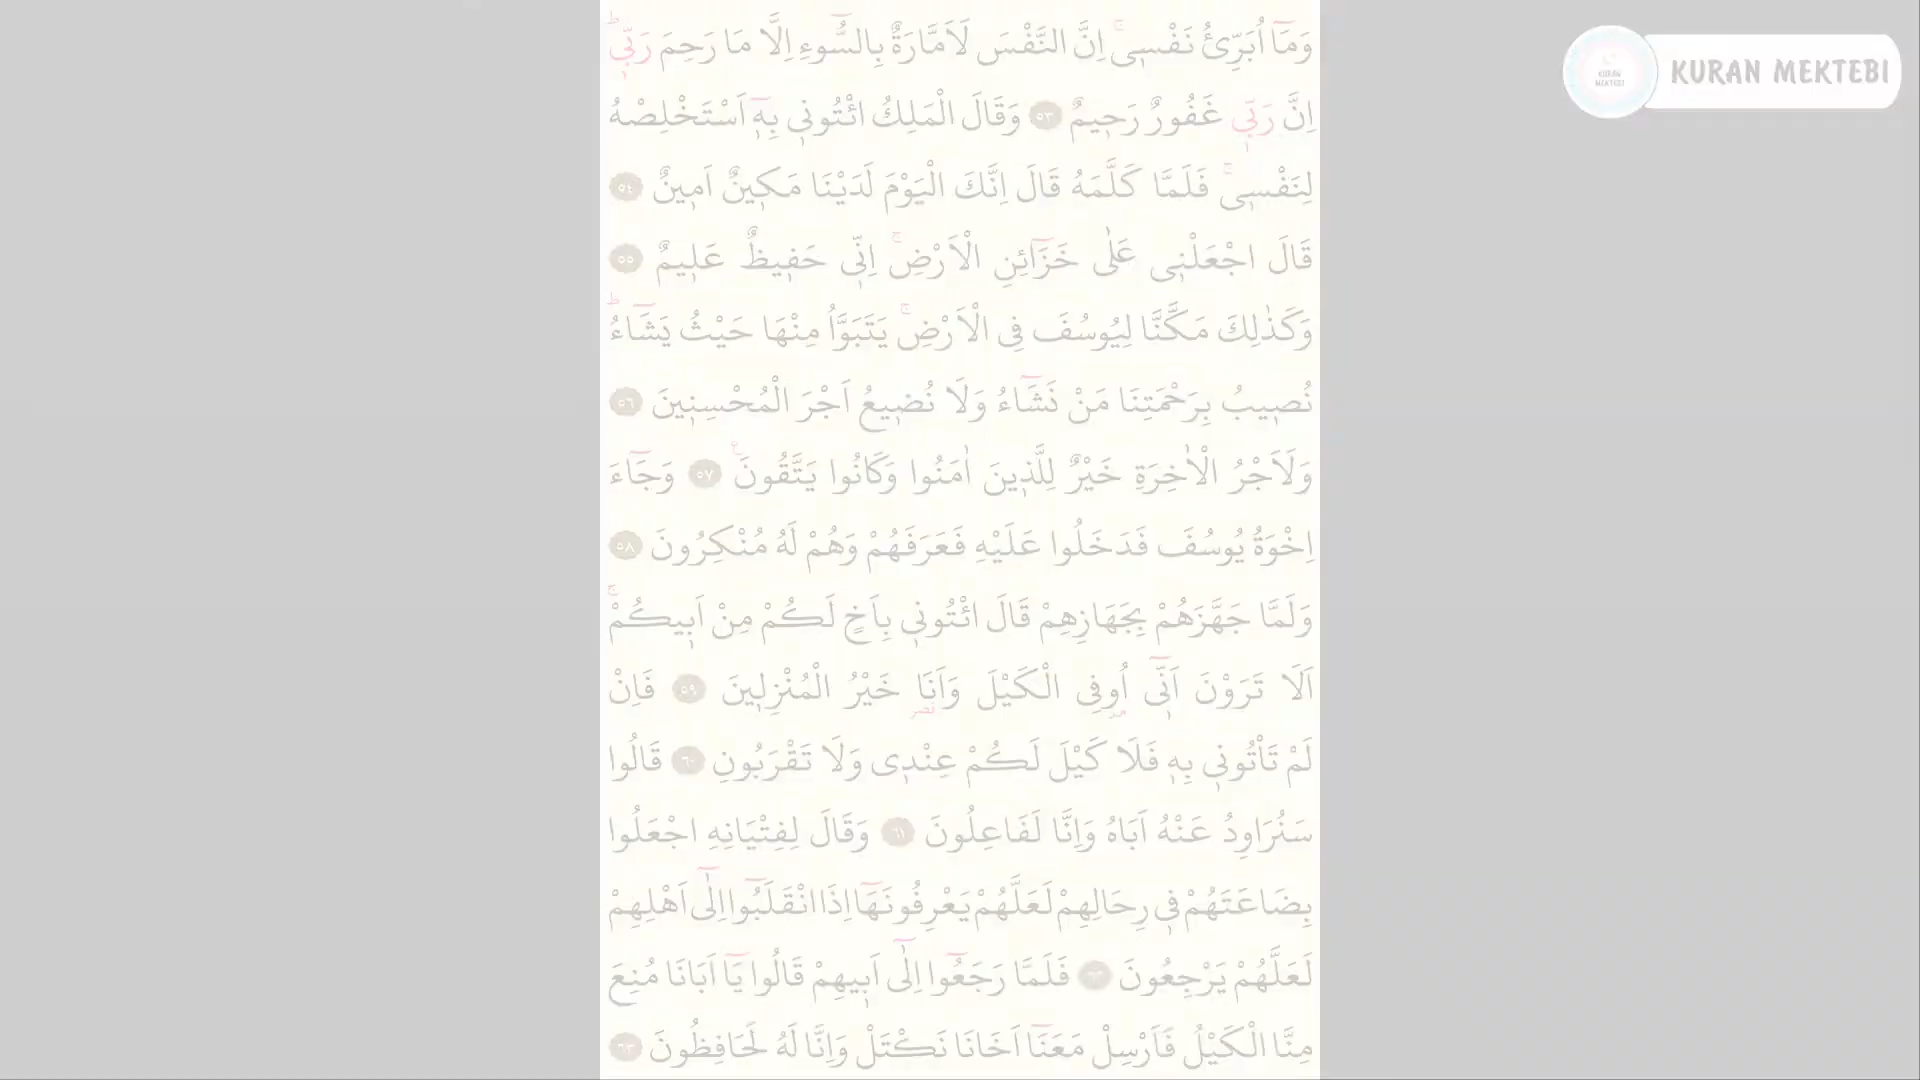 وَمَٓا اُبَرِّئُ نَفْسٖىۚ اِنَّ النَّفْسَ لَاَمَّارَةٌ بِالسُّٓوءِ اِلَّا مَا رَحِمَ رَبّٖىؕ
اِنَّ رَبّٖى غَفُورٌ رَحٖيمٌ ٥٣ وَقَالَ الْمَلِكُ ائْتُونٖى بِهٖٓ اَسْتَخْلِصْهُ
لِنَفْسٖىۚ فَلَمَّا كَلَّمَهُ قَالَ اِنَّكَ الْيَوْمَ لَدَيْنَا مَكٖينٌ اَمٖينٌ ٥٤
قَالَ اجْعَلْنٖى عَلٰى خَزَٓائِنِ الْاَرْضِۚ اِنّٖى حَفٖيظٌ عَلٖيمٌ ٥٥
وَكَذٰلِكَ مَكَّنَّا لِيُوسُفَ فِى الْاَرْضِۚ يَتَبَوَّاُ مِنْهَا حَيْثُ يَشَٓاءُؕ
نُصٖيبُ بِرَحْمَتِنَا مَنْ نَشَٓاءُ وَلَا نُضٖيعُ اَجْرَ الْمُحْسِنٖينَ ٥٦
وَلَاَجْرُ الْاٰخِرَةِ خَيْرٌ لِلَّذٖينَ اٰمَنُوا وَكَانُوا يَتَّقُونَ ٥٧ وَجَٓاءَ
اِخْوَةُ يُوسُفَ فَدَخَلُوا عَلَيْهِ فَعَرَفَهُمْ وَهُمْ لَهُ مُنْكِرُونَ ٥٨
وَلَمَّا جَهَّزَهُمْ بِجَهَازِهِمْ قَالَ ائْتُونٖى بِاَخٍ لَكُمْ مِنْ اَبٖيكُمْۚ
اَلَا تَرَوْنَ اَنّٖٓى اُوفِى الْكَيْلَ وَاَنَا خَيْرُ الْمُنْزِلٖينَ ٥٩ فَاِنْ
لَمْ تَاْتُونٖى بِهٖ فَلَا كَيْلَ لَكُمْ عِنْدٖى وَلَا تَقْرَبُونِ ٦٠ قَالُوا
سَنُرَاوِدُ عَنْهُ اَبَاهُ وَاِنَّا لَفَاعِلُونَ ٦١ وَقَالَ لِفِتْيَانِهِ اجْعَلُوا
بِضَاعَتَهُمْ فٖى رِحَالِهِمْ لَعَلَّهُمْ يَعْرِفُونَهَٓا اِذَا انْقَلَبُٓوا اِلٰٓى اَهْلِهِمْ
لَعَلَّهُمْ يَرْجِعُونَ ٦٢ فَلَمَّا رَجَعُٓوا اِلٰٓى اَبٖيهِمْ قَالُوا يَٓا اَبَانَا مُنِعَ
مِنَّا الْكَيْلُ فَاَرْسِلْ مَعَنَٓا اَخَانَا نَكْتَلْ وَاِنَّا لَهُ لَحَافِظُونَ ٦٣
KURAN MEKTEBI
KURAN
MEKTEBI